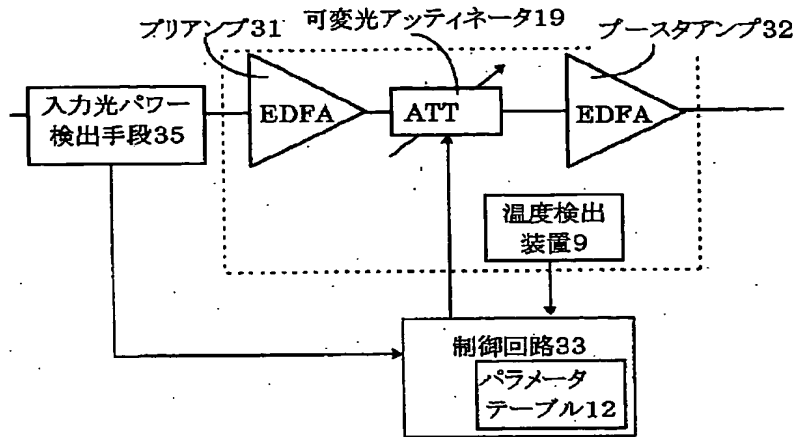 プリアンプ31
可変光アッティネータ19
ブースタアンプ32
入力光パワー
検出手段35
EDFA
ATT
EDFA
温度検出
装置9
制御回路33
パラメータ
テーブル12